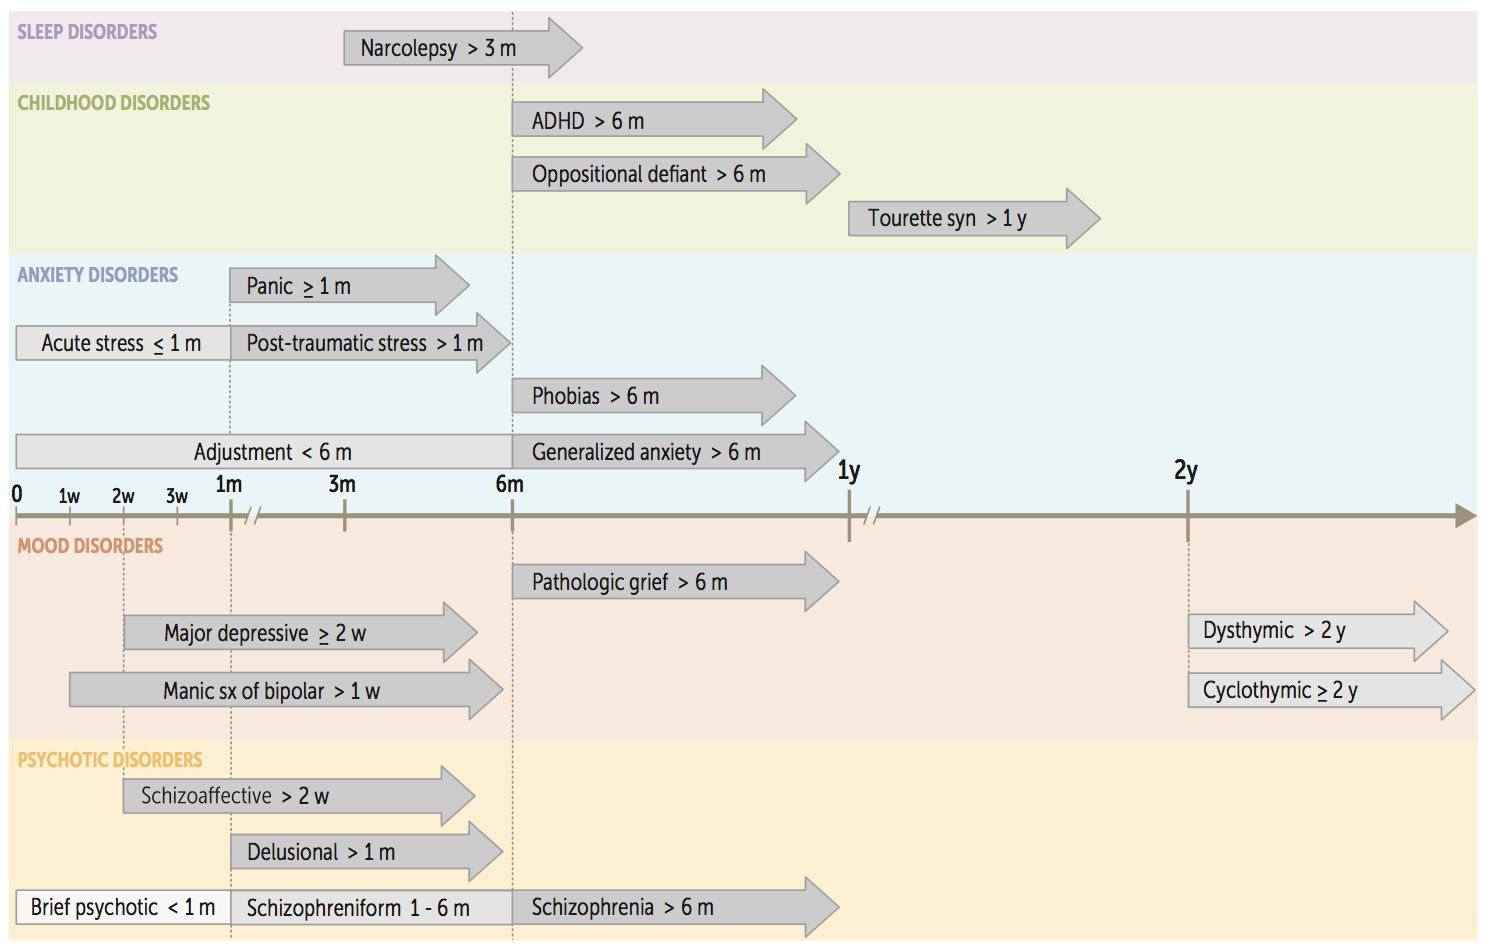 SLEEP DISORDERS
Narcolepsy > 3 m
CHILDHOOD DISORDERS
ADHD > 6 m
Oppositional defiant > 6 m
Tourette syn > 1 y
ANXIETY DISORDERS
Panic ≥ 1 m
Acute stress ≤ 1 m
Post-traumatic stress > 1 m
Phobias > 6 m
Adjustment < 6 m
Generalized anxiety > 6 m
0 1w 2w 3w 1m 3m 6m 1y 2y
MOOD DISORDERS
Pathologic grief > 6 m
Major depressive ≥ 2 w
Dysthymic > 2 y
Manic sx of bipolar > 1 w
Cyclothymic ≥ 2 y
PSYCHOTIC DISORDERS
Schizoaffective > 2 w
Delusional > 1 m
Brief psychotic < 1 m
Schizophreniform 1 - 6 m
Schizophrenia > 6 m